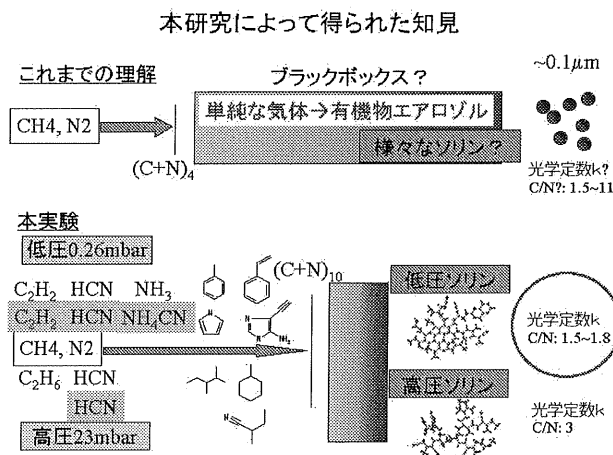 本研究によって得られた知見
これまでの理解
ブラックボックス？
~0.1μm
CH4, N2
単純な気体→有機物エアロゾル
様々なソリン？
(C+N)4
光学定数k?
C/N?: 1.5~11
本実験
低圧0.26mbar
(C+N)10
低圧ソリン
C2H2 HCN NH3
C2H2 HCN NH4CN
N
N
NH2
CH4, N2
光学定数k
C/N: 1.5~1.8
C2H6 HCN
HCN
高圧ソリン
N
高圧23mbar
光学定数k
C/N: 3